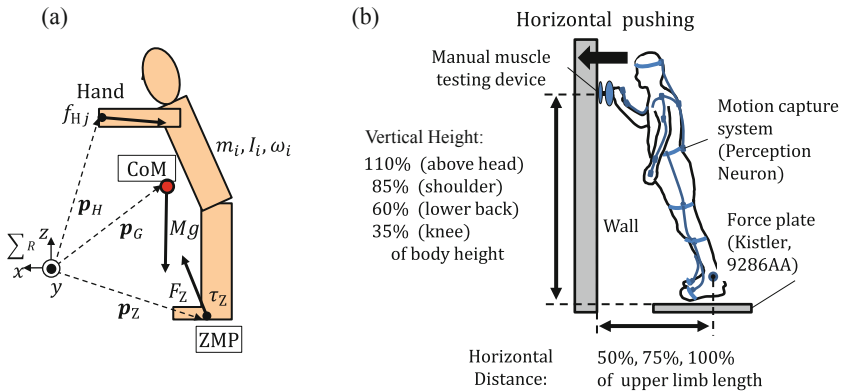 (a)
Hand
f_Hj
m_i, I_i, ω_i
CoM
p_H
p_G
Mg
Σ_R
z
x
y
p_Z
F_Z
τ_Z
ZMP
(b)
Horizontal pushing
Manual muscle
testing device
Vertical Height:
110% (above head)
85% (shoulder)
60% (lower back)
35% (knee)
of body height
Wall
Motion capture
system
(Perception
Neuron)
Force plate
(Kistler,
9286AA)
Horizontal
Distance:
50%, 75%, 100%
of upper limb length